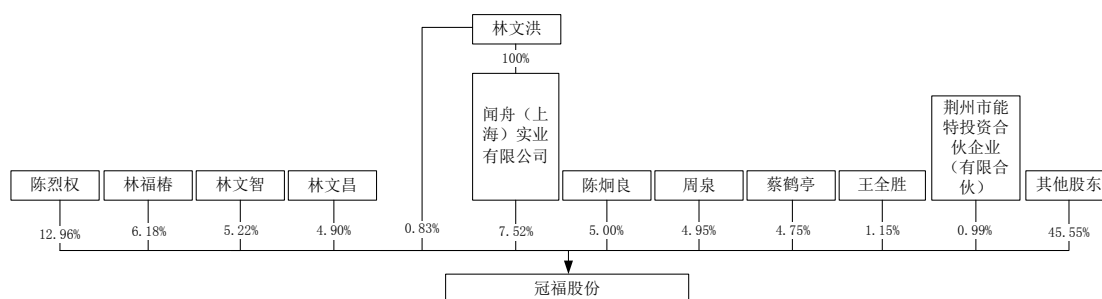 林文洪
100%
闻舟（上
海）实业
有限公司
荆州市能
特投资合
伙企业
（有限合
伙）
陈烈权
林福椿
林文智
林文昌
陈炯良
周泉
蔡鹤亭
王全胜
其他股东
12.96%
6.18%
5.22%
4.90%
0.83%
7.52%
5.00%
4.95%
4.75%
1.15%
0.99%
45.55%
冠福股份